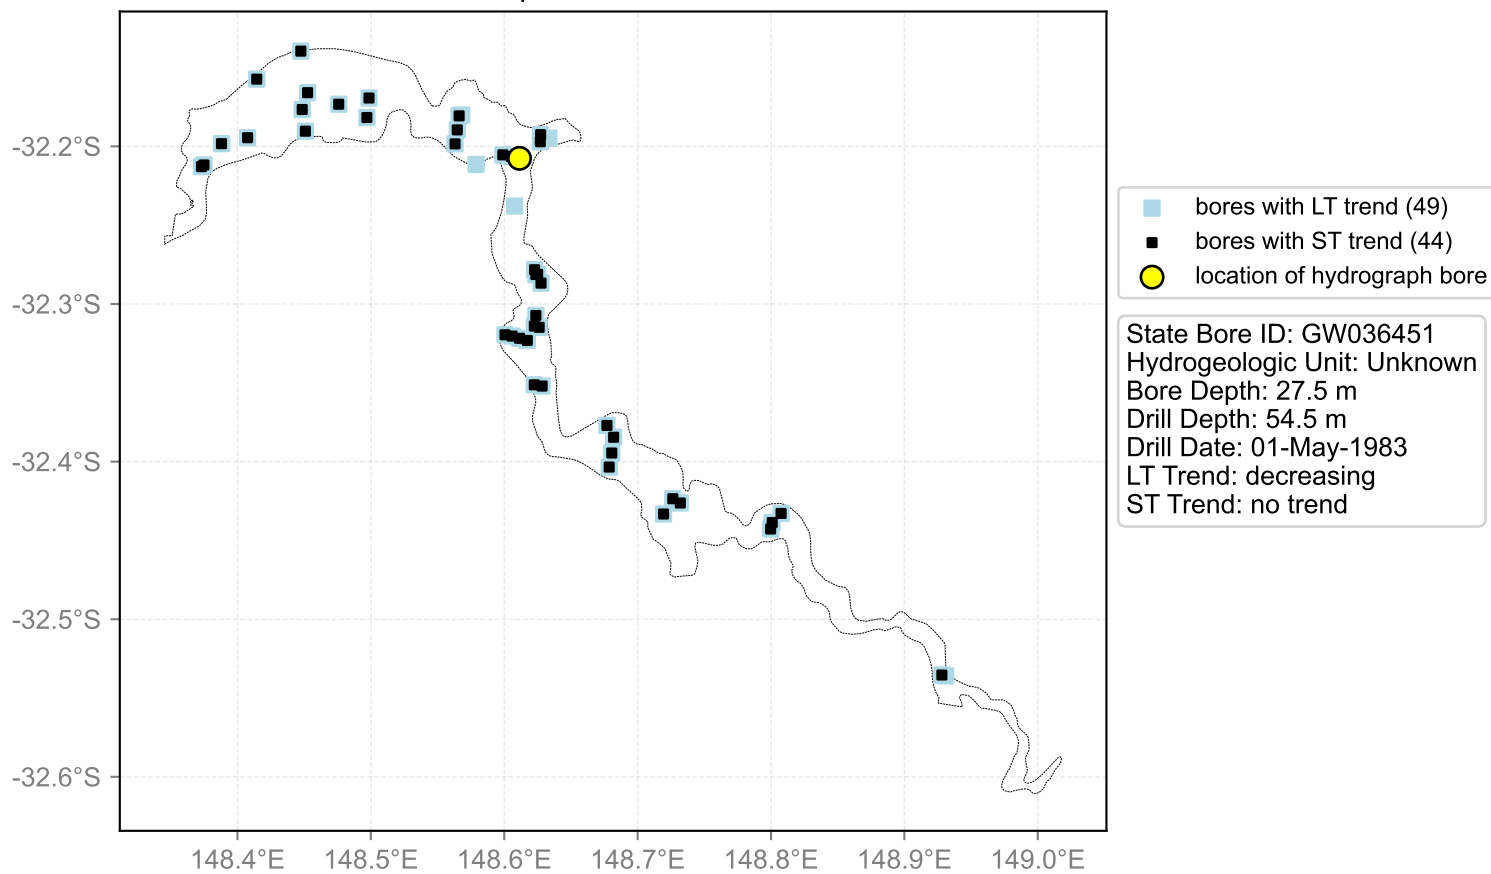 -32.2°S
-32.3°S
-32.4°S
-32.5°S
-32.6°S
148.4°E 148.5°E 148.6°E 148.7°E 148.8°E 148.9°E 149.0°E
bores with LT trend (49)
bores with ST trend (44)
location of hydrograph bore
State Bore ID: GW036451
Hydrogeologic Unit: Unknown
Bore Depth: 27.5 m
Drill Depth: 54.5 m
Drill Date: 01-May-1983
LT Trend: decreasing
ST Trend: no trend